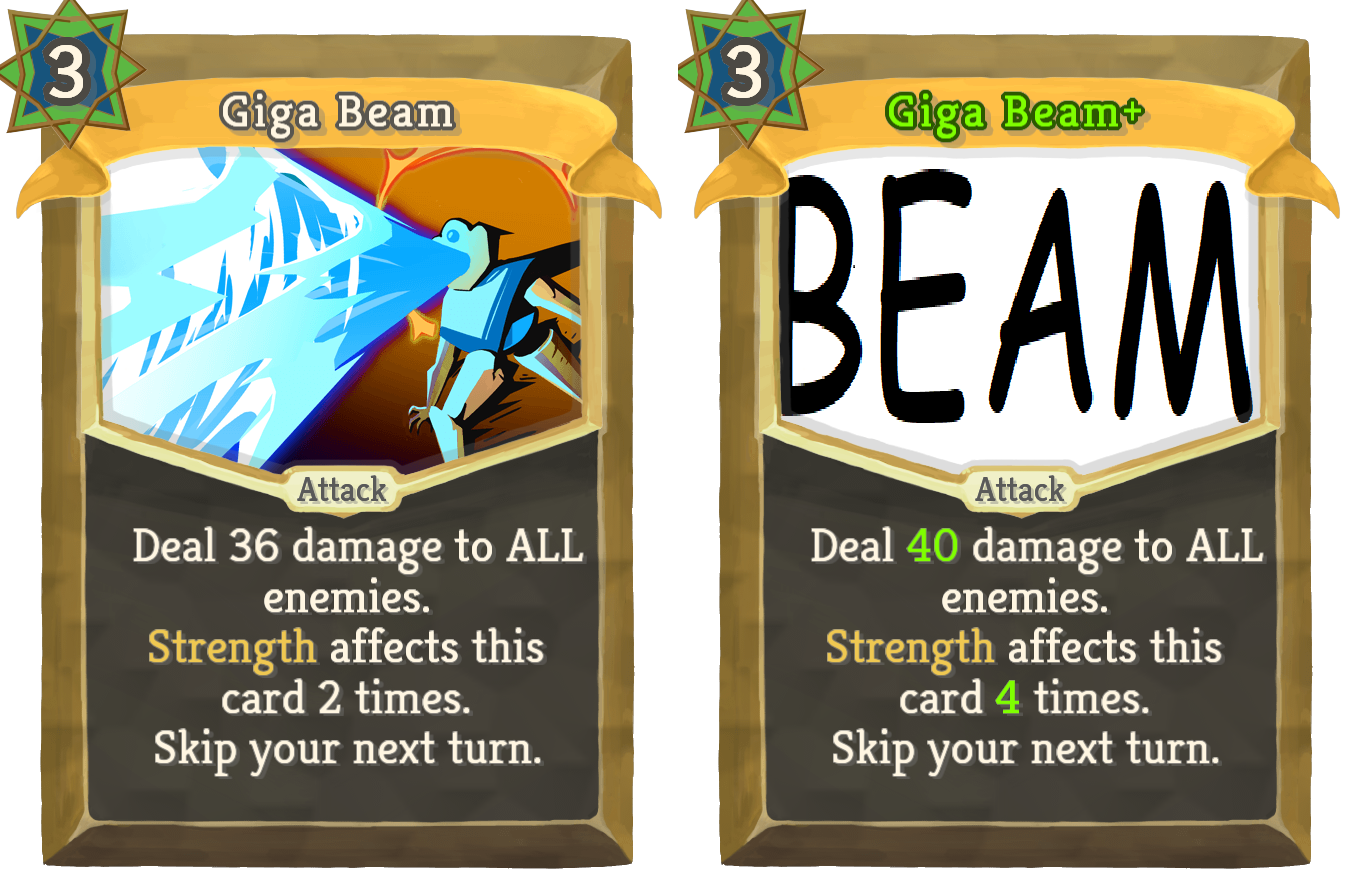 3
Giga Beam
Attack
Deal 36 damage to ALL
enemies.
Strength affects this
card 2 times.
Skip your next turn.
3
Giga Beam+
BEAM
Attack
Deal 40 damage to ALL
enemies.
Strength affects this
card 4 times.
Skip your next turn.